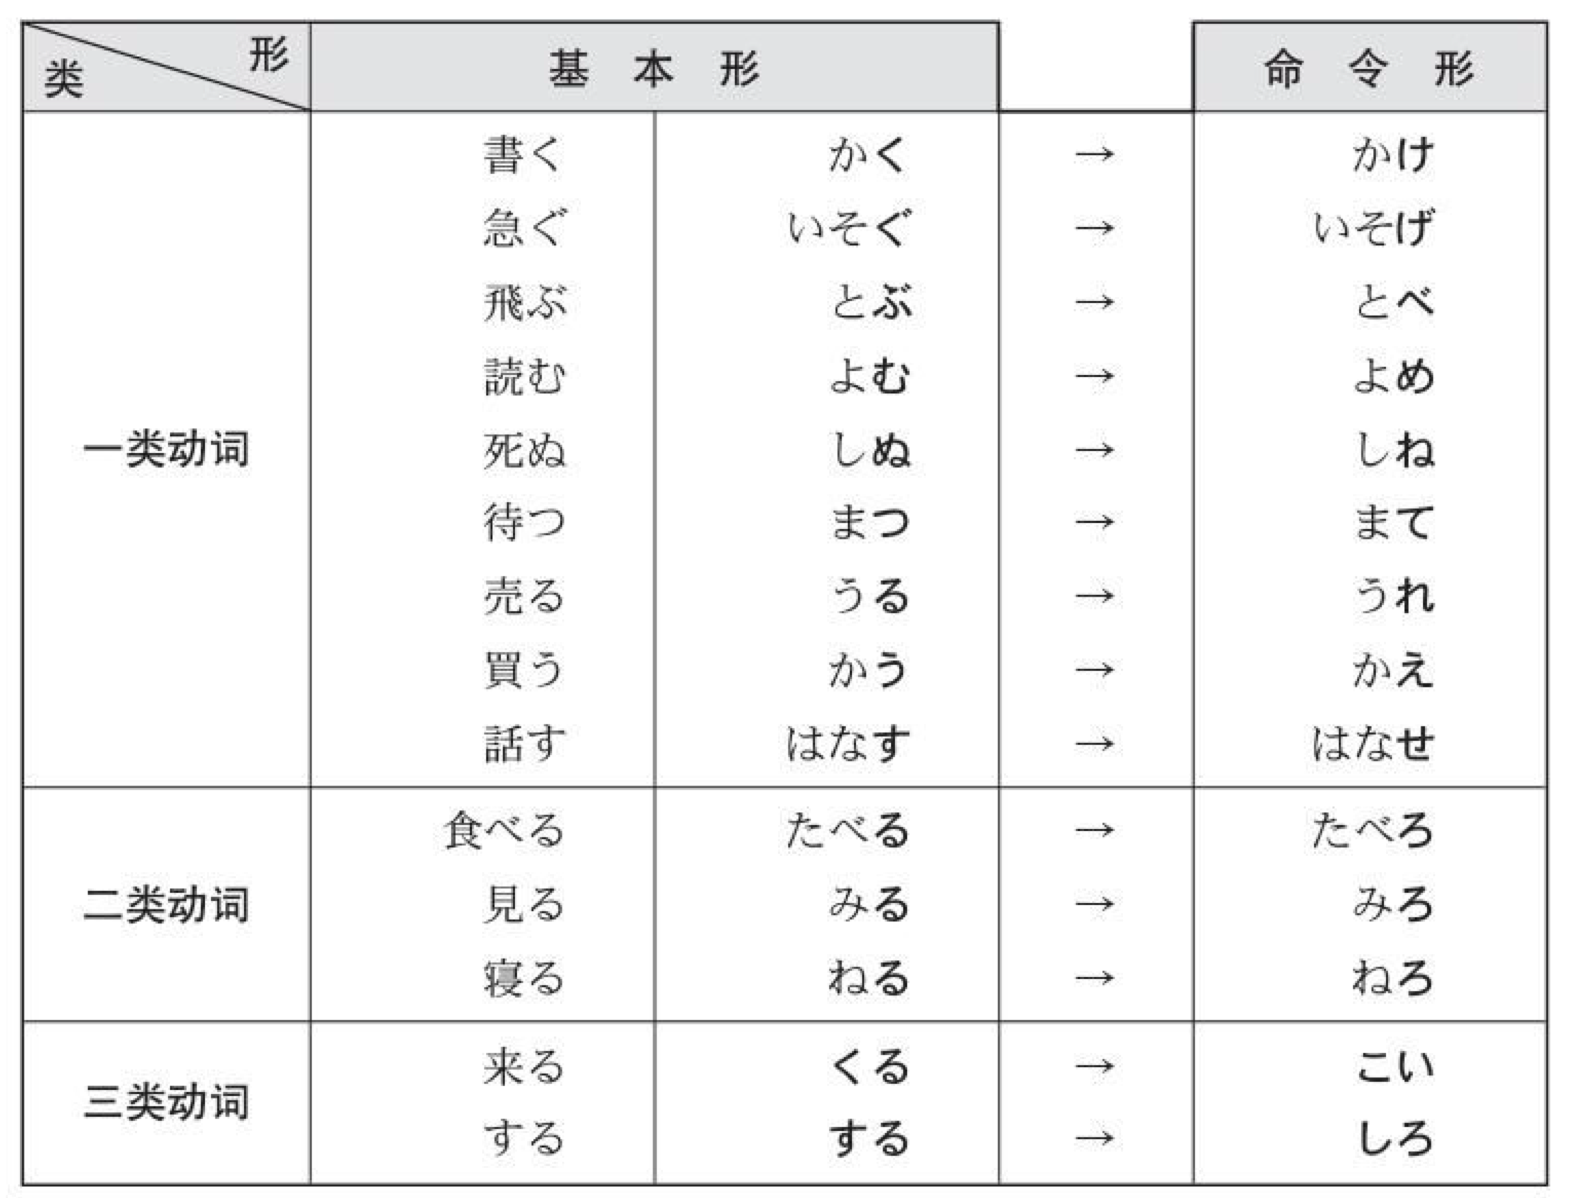 形
类
基 本 形
命 令 形
書く かく → かけ
急ぐ いそぐ → いそげ
飛ぶ とぶ → とべ
読む よむ → よめ
一类动词
死ぬ しぬ → しね
待つ まつ → まて
売る うる → うれ
買う かう → かえ
話す はなす → はなせ
食べる たべる → たべろ
二类动词
見る みる → みろ
寝る ねる → ねろ
来る くる → こい
三类动词
する する → しろ